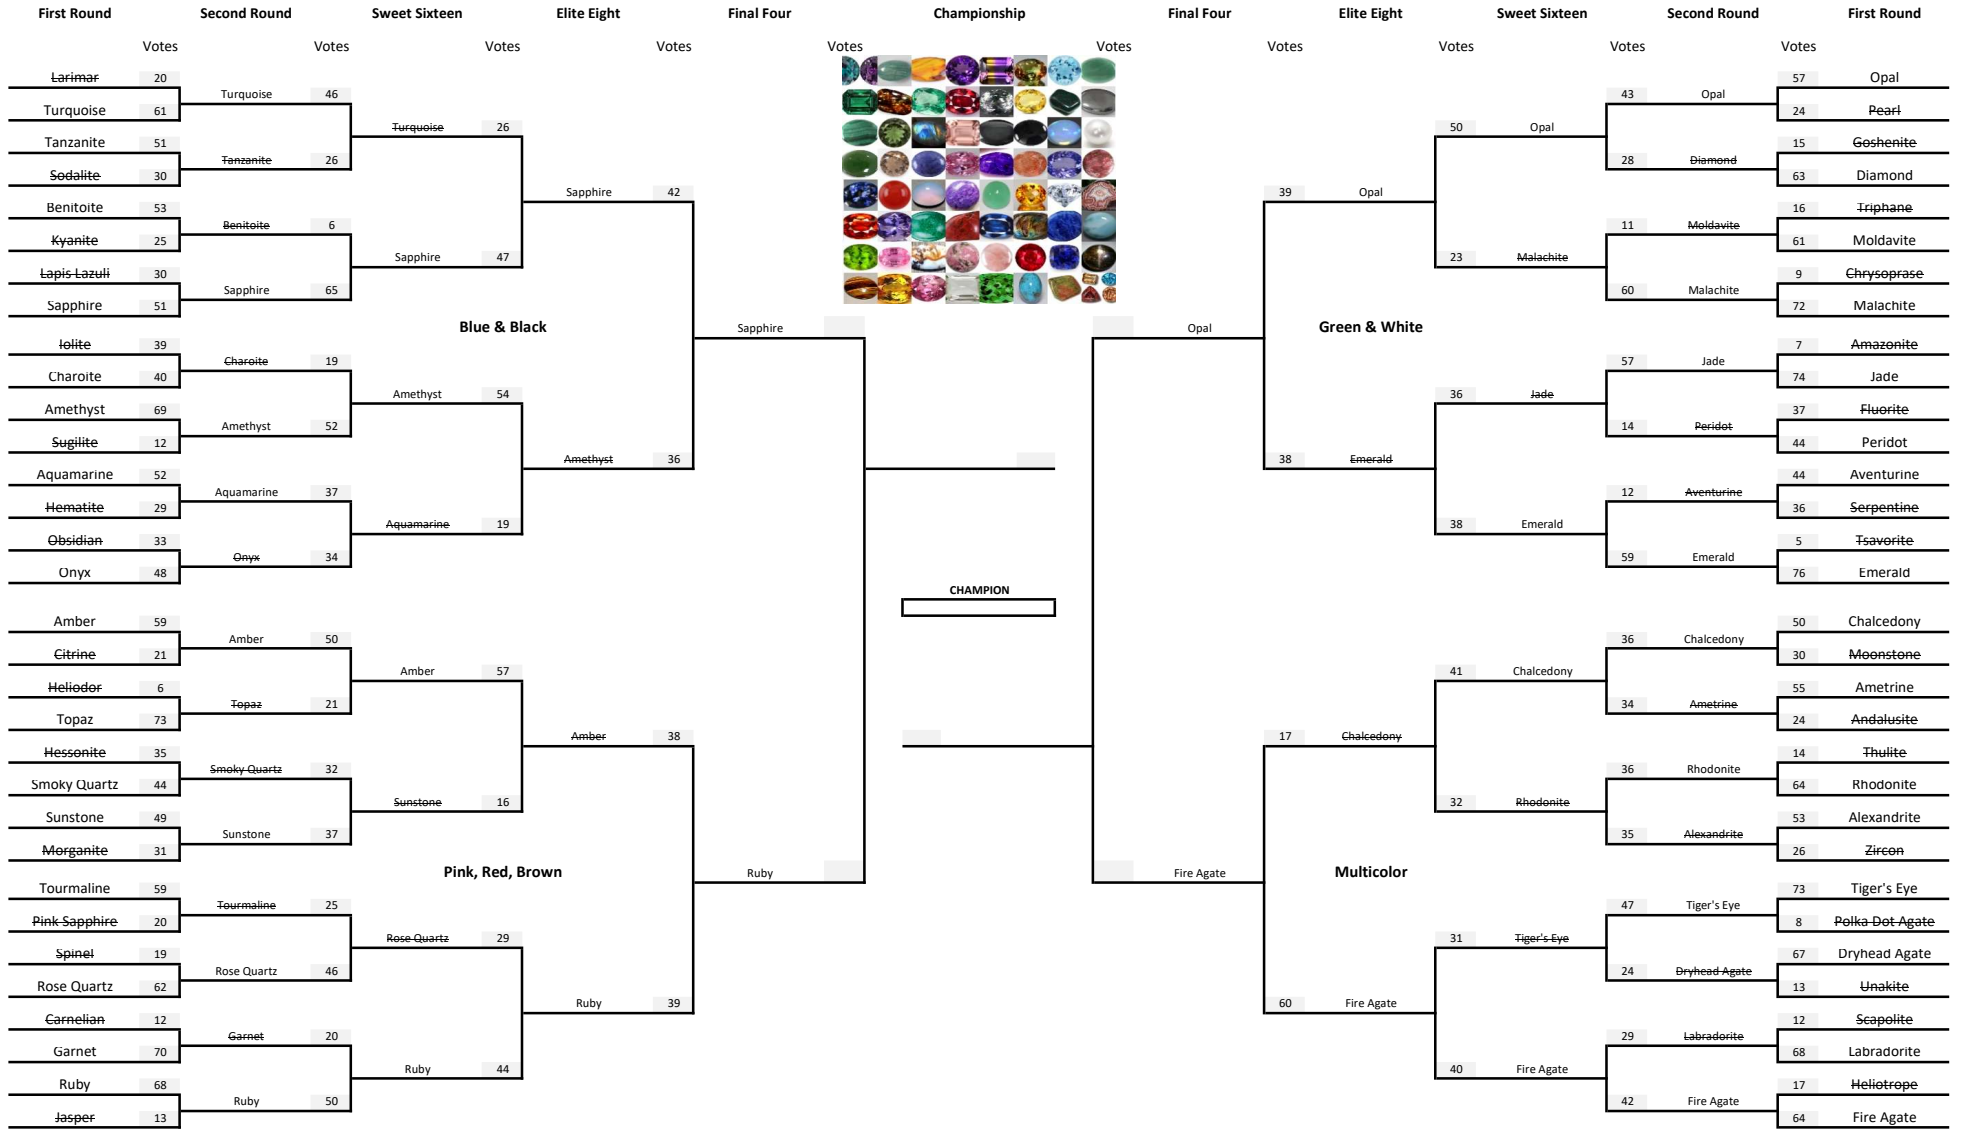 First Round Second Round Sweet Sixteen Elite Eight Final Four Championship Final Four Elite Eight Sweet Sixteen Second Round First Round
Votes Votes Votes Votes Votes Votes Votes Votes Votes Votes
Larimar 20 57 Opal
Turquoise 46 43 Opal
Turquoise 61 24 Pearl
Turquoise 26 50 Opal
Tanzanite 51 15 Goshenite
Tanzanite 26 28 Diamond
Sodalite 30 63 Diamond
Sapphire 42 39 Opal
Benitoite 53 16 Triphane
Benitoite 6 11 Moldavite
Kyanite 25 61 Moldavite
Sapphire 47 23 Malachite
Lapis Lazuli 30 9 Chrysoprase
Sapphire 65 60 Malachite
Sapphire 51 72 Malachite
Blue & Black Sapphire Opal Green & White
Iolite 39 7 Amazonite
Charoite 19 57 Jade
Charoite 40 74 Jade
Amethyst 54 36 Jade
Amethyst 69 37 Fluorite
Amethyst 52 14 Peridot
Sugilite 12 44 Peridot
Amethyst 36 38 Emerald
Aquamarine 52 44 Aventurine
Aquamarine 37 12 Aventurine
Hematite 29 36 Serpentine
Aquamarine 19 38 Emerald
Obsidian 33 5 Tsavorite
Onyx 34 59 Emerald
Onyx 48 76 Emerald
CHAMPION
Amber 59 50 Chalcedony
Amber 50 36 Chalcedony
Citrine 21 30 Moonstone
Amber 57 41 Chalcedony
Heliodor 6 55 Ametrine
Topaz 21 34 Ametrine
Topaz 73 24 Andalusite
Amber 38 17 Chalcedony
Hessonite 35 14 Thulite
Smoky Quartz 32 36 Rhodonite
Smoky Quartz 44 64 Rhodonite
Sunstone 16 32 Rhodonite
Sunstone 49 53 Alexandrite
Sunstone 37 35 Alexandrite
Morganite 31 26 Zircon
Pink, Red, Brown Ruby Fire Agate Multicolor
Tourmaline 59 73 Tiger's Eye
Tourmaline 25 47 Tiger's Eye
Pink Sapphire 20 8 Polka Dot Agate
Rose Quartz 29 31 Tiger's Eye
Spinel 19 67 Dryhead Agate
Rose Quartz 46 24 Dryhead Agate
Rose Quartz 62 13 Unakite
Ruby 39 60 Fire Agate
Carnelian 12 12 Scapolite
Garnet 20 29 Labradorite
Garnet 70 68 Labradorite
Ruby 44 40 Fire Agate
Ruby 68 17 Heliotrope
Ruby 50 42 Fire Agate
Jasper 13 64 Fire Agate